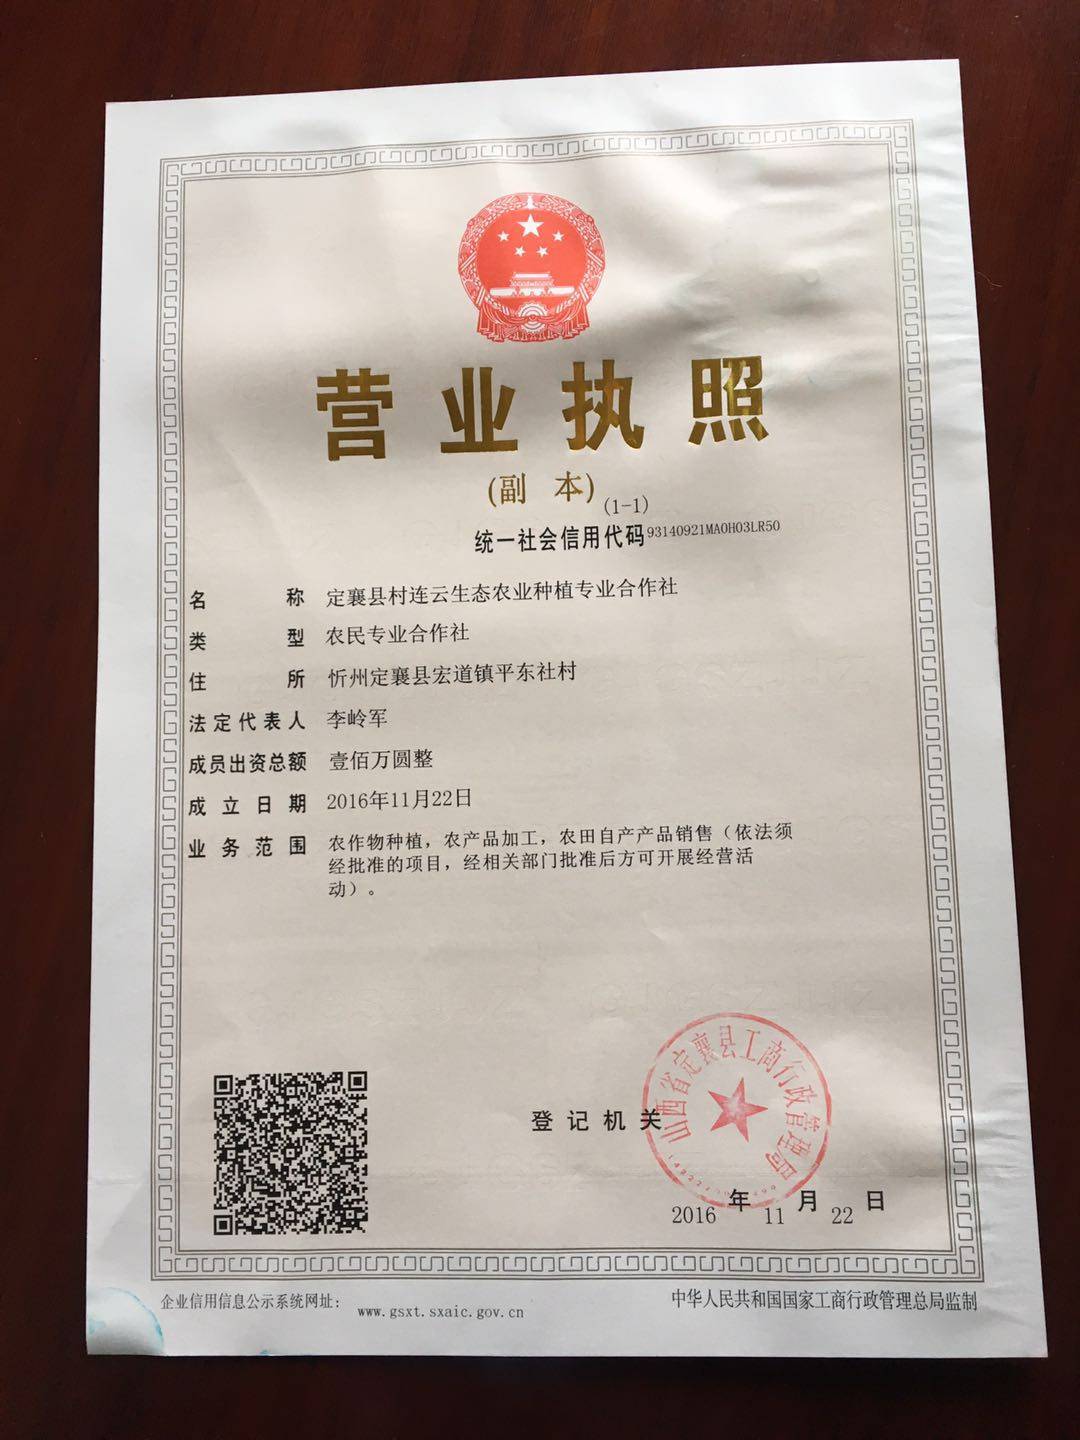 营业执照
(副 本)
(1-1)
统一社会信用代码93140921MA0H03LR50
名 称 定襄县村连云生态农业种植专业合作社
类 型 农民专业合作社
住 所 忻州定襄县宏道镇平东社村
法定代表人 李岭军
成员出资总额 壹佰万圆整
成立日期 2016年11月22日
业务范围 农作物种植，农产品加工，农田自产产品销售（依法须
经批准的项目，经相关部门批准后方可开展经营活
动）。
山西省定襄县工商行政管理局
登记机关
2016 年 11 月 22 日
企业信用信息公示系统网址： www.gsxt.sxaic.gov.cn
中华人民共和国国家工商行政管理总局监制